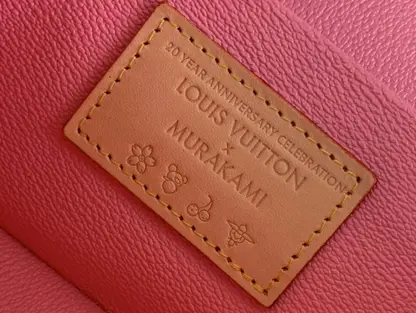 20 YEAR ANNIVERSARY CELEBRATION
LOUIS VUITTON
×
MURAKAMI